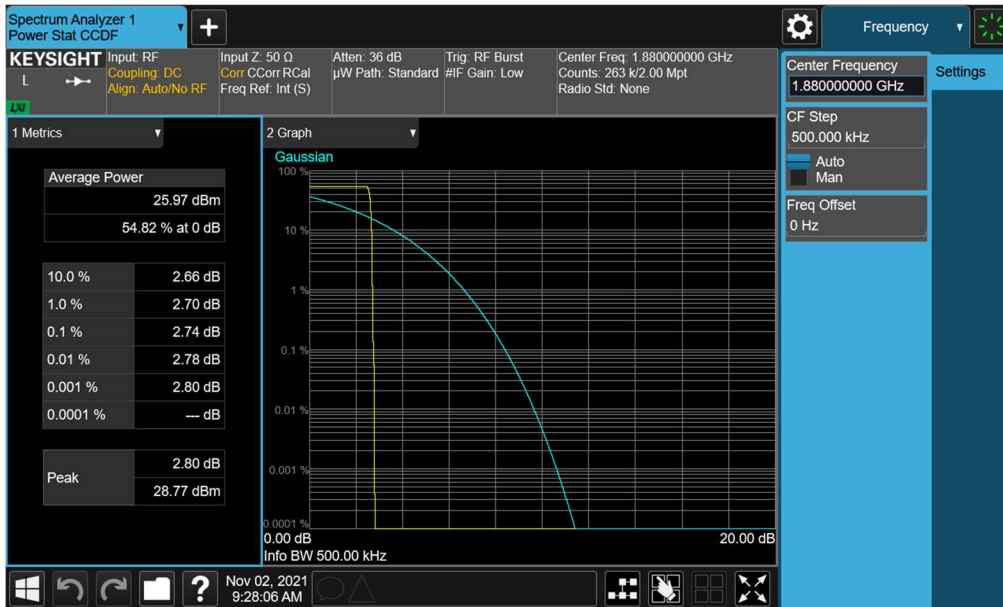 Spectrum Analyzer 1
Power Stat CCDF
+
Frequency
KEYSIGHT
L
LXI
Input: RF
Coupling: DC
Align: Auto/No RF
Input Z: 50 Ω
Corr CCorr RCal
Freq Ref: Int (S)
Atten: 36 dB
µW Path: Standard
Trig: RF Burst
#IF Gain: Low
Center Freq: 1.880000000 GHz
Counts: 263 k/2.00 Mpt
Radio Std: None
Center Frequency
1.880000000 GHz
Settings
CF Step
500.000 kHz
Auto
Man
Freq Offset
0 Hz
1 Metrics
Average Power
25.97 dBm
54.82 % at 0 dB
10.0 % 2.66 dB
1.0 % 2.70 dB
0.1 % 2.74 dB
0.01 % 2.78 dB
0.001 % 2.80 dB
0.0001 % --- dB
Peak
2.80 dB
28.77 dBm
2 Graph
Gaussian
100 %
10 %
1 %
0.1 %
0.01 %
0.001 %
0.0001 %
0.00 dB
20.00 dB
Info BW 500.00 kHz
?
Nov 02, 2021
9:28:06 AM